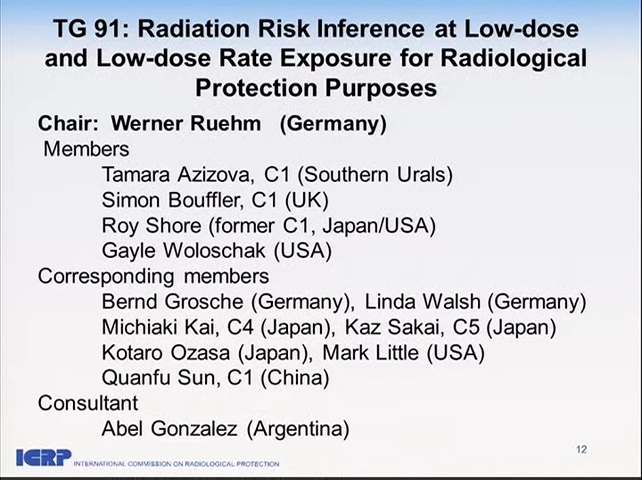 TG 91: Radiation Risk Inference at Low-dose
and Low-dose Rate Exposure for Radiological
Protection Purposes
Chair: Werner Ruehm (Germany)
Members
Tamara Azizova, C1 (Southern Urals)
Simon Bouffler, C1 (UK)
Roy Shore (former C1, Japan/USA)
Gayle Woloschak (USA)
Corresponding members
Bernd Grosche (Germany), Linda Walsh (Germany)
Michiaki Kai, C4 (Japan), Kaz Sakai, C5 (Japan)
Kotaro Ozasa (Japan), Mark Little (USA)
Quanfu Sun, C1 (China)
Consultant
Abel Gonzalez (Argentina)
12
ICRP INTERNATIONAL COMMISSION ON RADIOLOGICAL PROTECTION